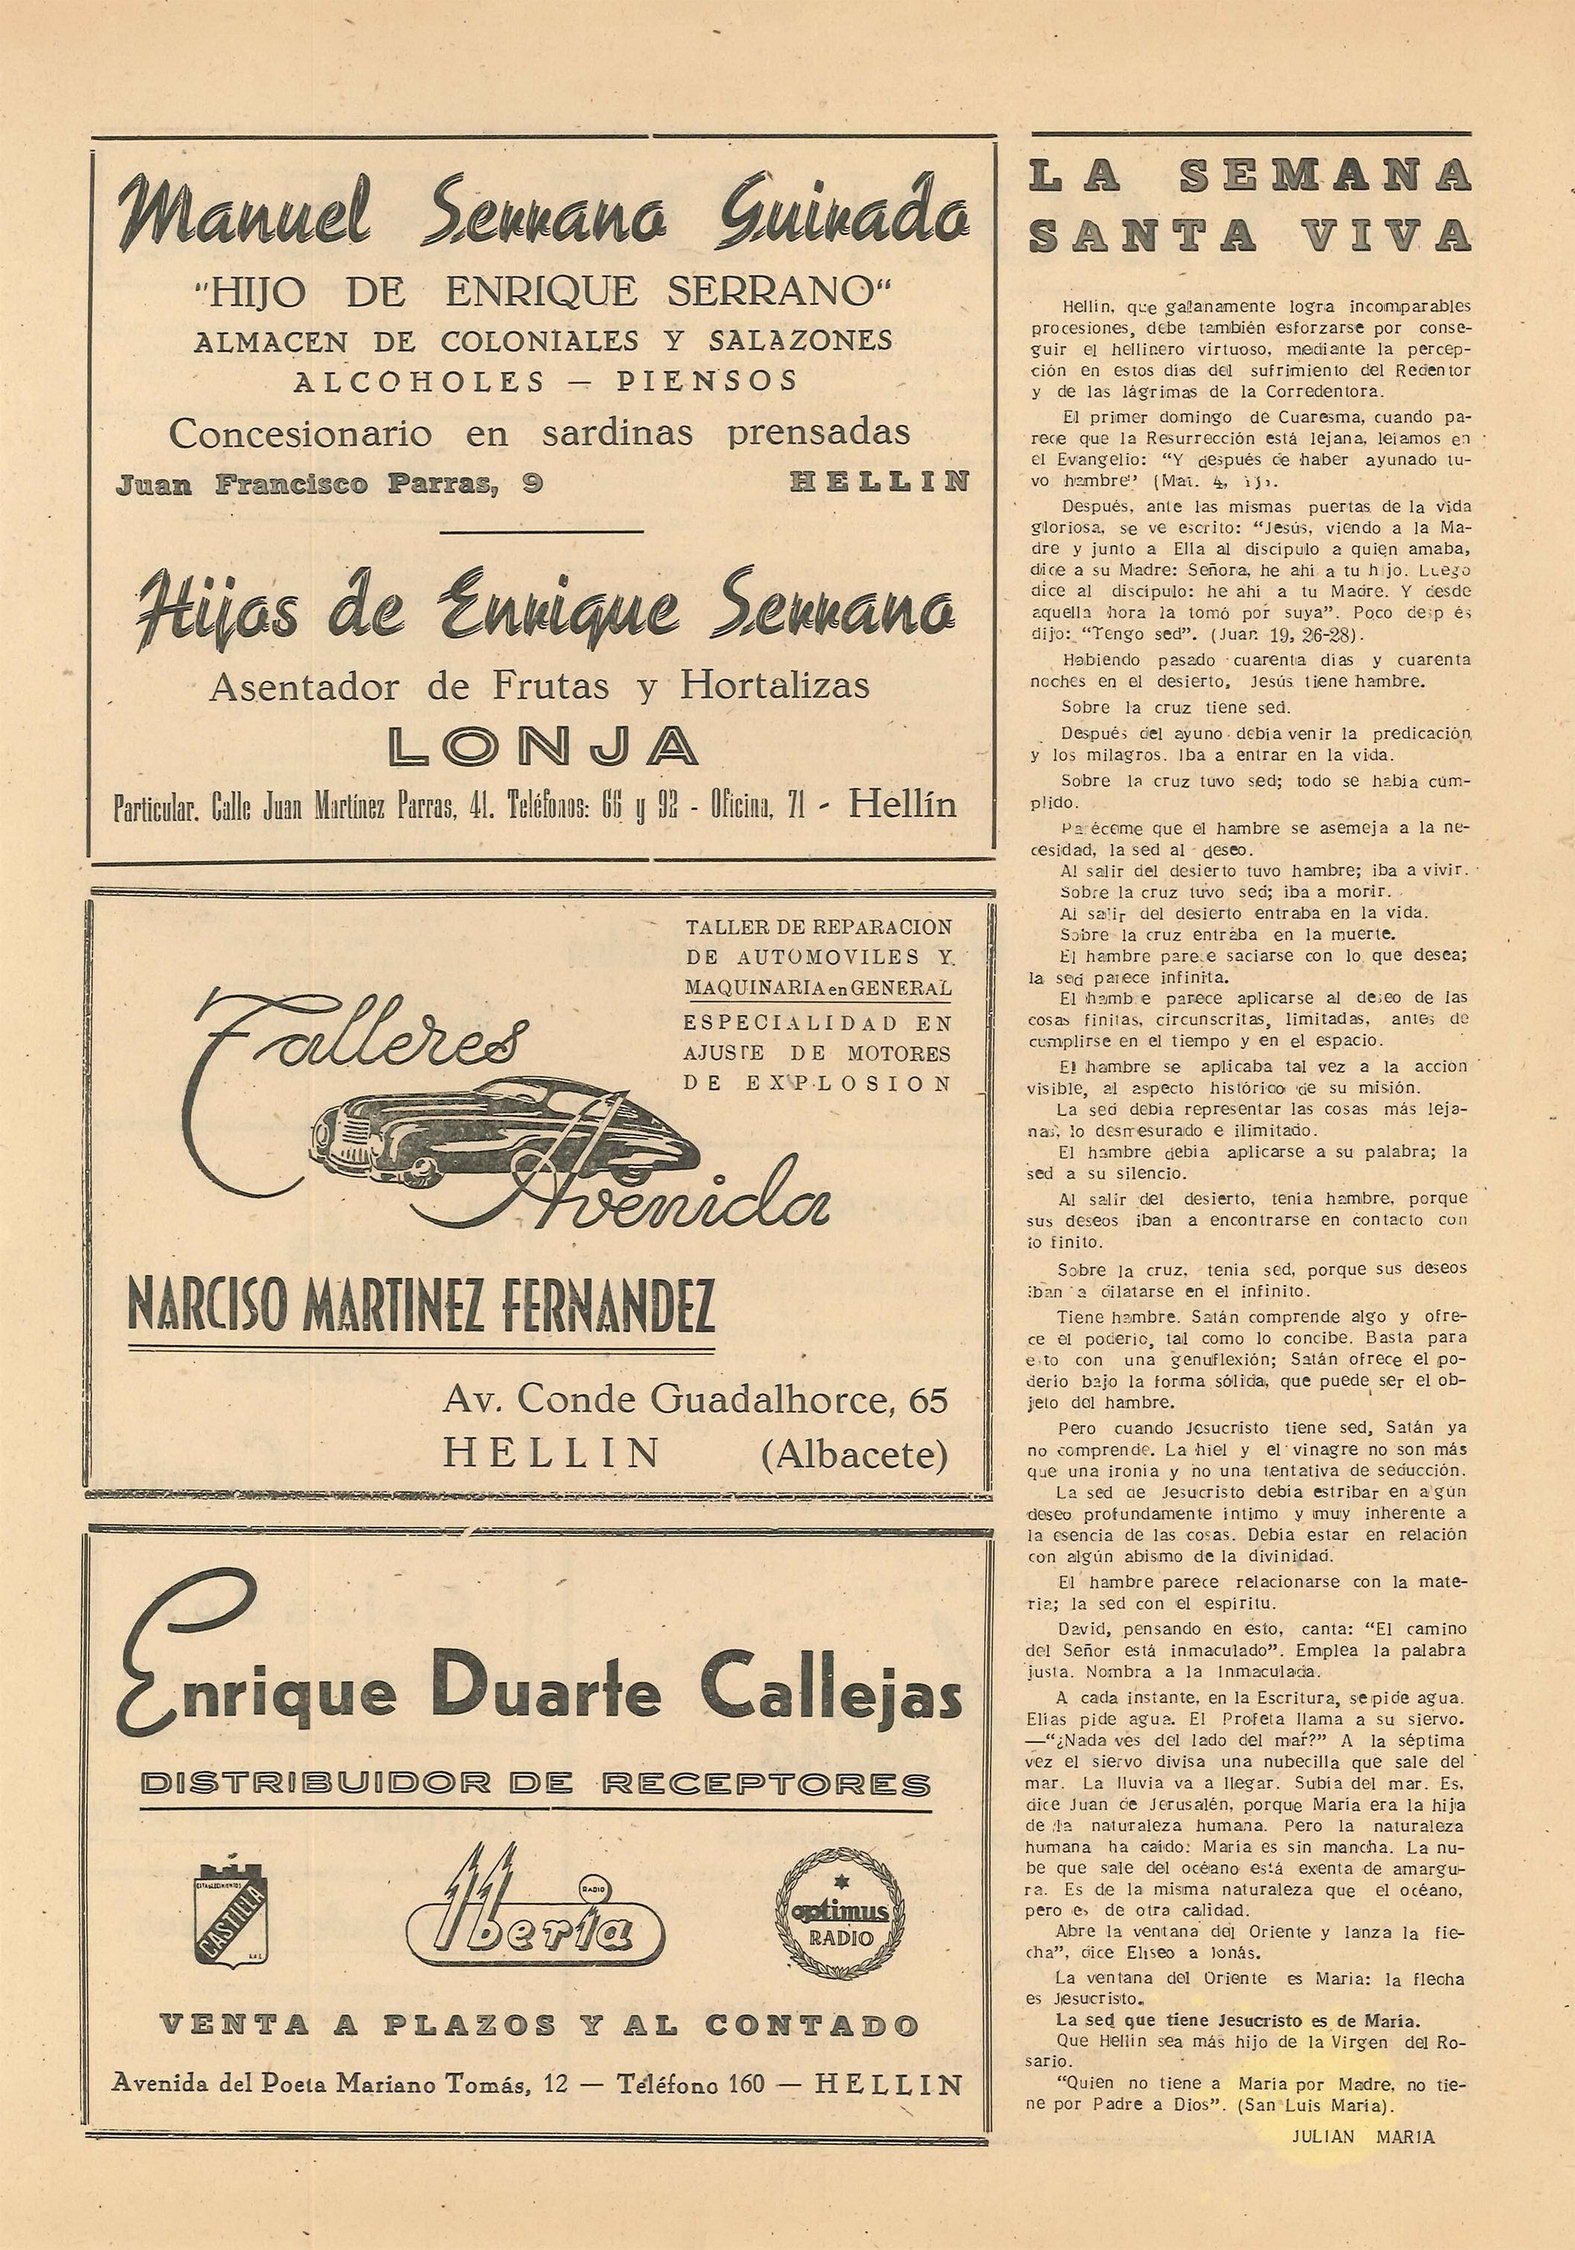 Manuel Serrano Guirado
"HIJO DE ENRIQUE SERRANO"
ALMACEN DE COLONIALES Y SALAZONES
ALCOHOLES — PIENSOS
Concesionario en sardinas prensadas
Juan Francisco Parras, 9 HELLIN
Hijos de Enrique Serrano
Asentador de Frutas y Hortalizas
LONJA
Particular. Calle Juan Martínez Parras, 41. Teléfonos: 66 y 92 - Oficina, 71 - Hellín
TALLER DE REPARACION
DE AUTOMOVILES Y
MAQUINARIA en GENERAL
ESPECIALIDAD EN
AJUSTE DE MOTORES
DE EXPLOSION
Talleres
Avenida
NARCISO MARTINEZ FERNANDEZ
Av. Conde Guadalhorce, 65
HELLIN (Albacete)
Enrique Duarte Callejas
DISTRIBUIDOR DE RECEPTORES
ESTABLECIMIENTOS
CASTILLA
RADIO
Iberia
optimus
RADIO
VENTA A PLAZOS Y AL CONTADO
Avenida del Poeta Mariano Tomás, 12 — Teléfono 160 — HELLIN
LA SEMANA
SANTA VIVA
Hellín, que galanamente logra incomparables
procesiones, debe también esforzarse por conse-
guir el hellinero virtuoso, mediante la percep-
ción en estos días del sufrimiento del Redentor
y de las lágrimas de la Corredentora.
El primer domingo de Cuaresma, cuando pa-
rece que la Resurrección está lejana, leíamos en
el Evangelio: "Y después de haber ayunado tu-
vo hambre" (Mat. 4,
Después, ante las mismas puertas de la vida
gloriosa, se ve escrito: "Jesús, viendo a la Ma-
dre y junto a Ella al discípulo a quien amaba,
dice a su Madre: Señora, he ahí a tu hijo. Luego
dice al discípulo: he ahí a tu Madre. Y desde
aquella hora la tomó por suya". Poco después
dijo: "Tengo sed". (Juan 19, 26-28).
Habiendo pasado cuarenta días y cuarenta
noches en el desierto, Jesús tiene hambre.
Sobre la cruz tiene sed.
Después del ayuno debía venir la predicación
y los milagros. Iba a entrar en la vida.
Sobre la cruz tuvo sed; todo se había cum-
plido.
Paréceme que el hambre se asemeja a la ne-
cesidad, la sed al deseo.
Al salir del desierto tuvo hambre; iba a vivir.
Sobre la cruz tuvo sed; iba a morir.
Al salir del desierto entraba en la vida.
Sobre la cruz entraba en la muerte.
El hambre parece saciarse con lo que desea;
la sed parece infinita.
El hambre parece aplicarse al deseo de las
cosas finitas, circunscritas, limitadas, antes de
cumplirse en el tiempo y en el espacio.
El hambre se aplicaba tal vez a la accion
visible, al aspecto histórico de su misión.
La sed debía representar las cosas más leja-
nas, lo desmesurado e ilimitado.
El hambre debía aplicarse a su palabra; la
sed a su silencio.
Al salir del desierto, tenía hambre, porque
sus deseos iban a encontrarse en contacto con
lo finito.
Sobre la cruz, tenía sed, porque sus deseos
iban a dilatarse en el infinito.
Tiene hambre. Satán comprende algo y ofre-
ce el poderío, tal como lo concibe. Basta para
esto con una genuflexión; Satán ofrece el po-
derío bajo la forma sólida, que puede ser el ob-
jeto del hambre.
Pero cuando Jesucristo tiene sed, Satán ya
no comprende. La hiel y el vinagre no son más
que una ironía y no una tentativa de seducción.
La sed de Jesucristo debía estribar en algún
deseo profundamente íntimo y muy inherente a
la esencia de las cosas. Debía estar en relación
con algún abismo de la divinidad.
El hambre parece relacionarse con la mate-
ria; la sed con el espíritu.
David, pensando en esto, canta: "El camino
del Señor está inmaculado". Emplea la palabra
justa. Nombra a la Inmaculada.
A cada instante, en la Escritura, se pide agua.
Elías pide agua. El Profeta llama a su siervo.
—"¿Nada ves del lado del mar?" A la séptima
vez el siervo divisa una nubecilla que sale del
mar. La lluvia va a llegar. Subía del mar. Es,
dice Juan de Jerusalén, porque María era la hija
de la naturaleza humana. Pero la naturaleza
humana ha caído: María es sin mancha. La nu-
be que sale del océano está exenta de amargu-
ra. Es de la misma naturaleza que el océano,
pero es de otra calidad.
Abre la ventana del Oriente y lanza la fle-
cha", dice Eliseo a Jonás.
La ventana del Oriente es María: la flecha
es Jesucristo.
La sed que tiene Jesucristo es de María.
Que Hellín sea más hijo de la Virgen del Ro-
sario.
"Quien no tiene a María por Madre, no tie-
ne por Padre a Dios". (San Luis María).
JULIAN MARIA